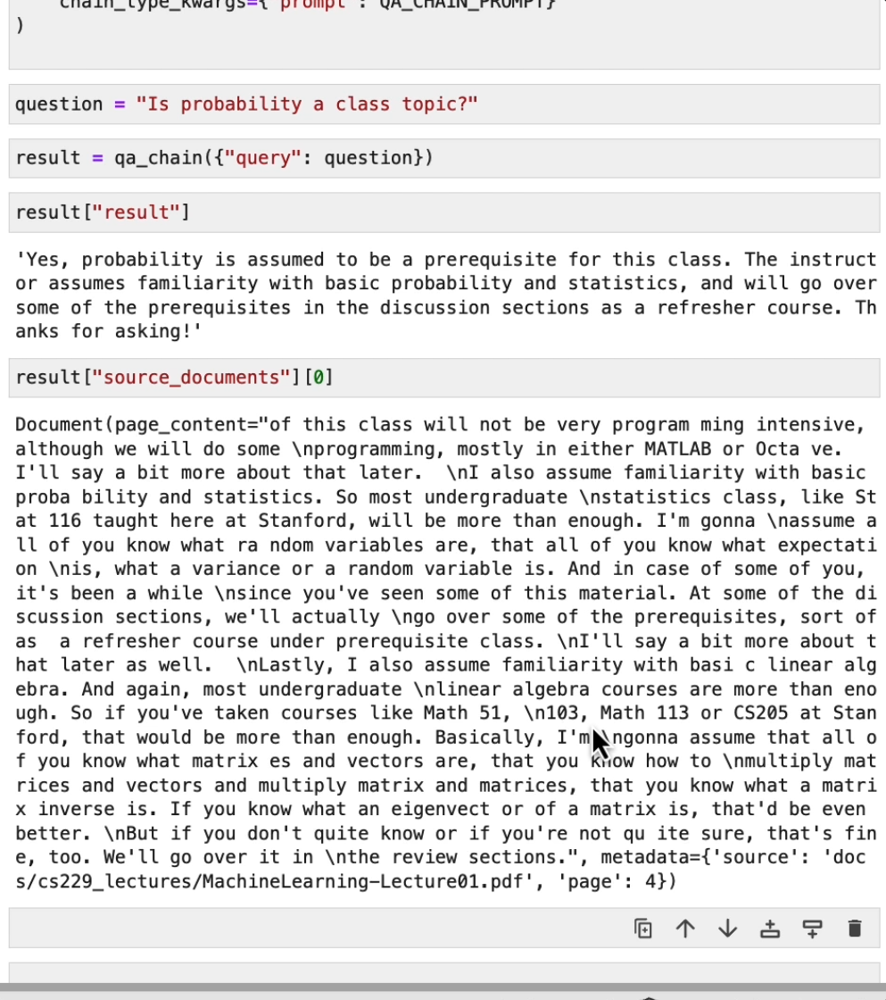 chain_type_kwargs={"prompt": QA_CHAIN_PROMPT}
)
question = "Is probability a class topic?"
result = qa_chain({"query": question})
result["result"]
'Yes, probability is assumed to be a prerequisite for this class. The instruct
or assumes familiarity with basic probability and statistics, and will go over
some of the prerequisites in the discussion sections as a refresher course. Th
anks for asking!'
result["source_documents"][0]
Document(page_content="of this class will not be very program ming intensive,
although we will do some \nprogramming, mostly in either MATLAB or Octa ve.
I'll say a bit more about that later.  \nI also assume familiarity with basic
proba bility and statistics. So most undergraduate \nstatistics class, like St
at 116 taught here at Stanford, will be more than enough. I'm gonna \nassume a
ll of you know what ra ndom variables are, that all of you know what expectati
on \nis, what a variance or a random variable is. And in case of some of you,
it's been a while \nsince you've seen some of this material. At some of the di
scussion sections, we'll actually \ngo over some of the prerequisites, sort of
as  a refresher course under prerequisite class. \nI'll say a bit more about t
hat later as well.  \nLastly, I also assume familiarity with basi c linear alg
ebra. And again, most undergraduate \nlinear algebra courses are more than eno
ugh. So if you've taken courses like Math 51, \n103, Math 113 or CS205 at Stan
ford, that would be more than enough. Basically, I'm \ngonna assume that all o
f you know what matrix es and vectors are, that you know how to \nmultiply mat
rices and vectors and multiply matrix and matrices, that you know what a matri
x inverse is. If you know what an eigenvect or of a matrix is, that'd be even
better. \nBut if you don't quite know or if you're not qu ite sure, that's fin
e, too. We'll go over it in \nthe review sections.", metadata={'source': 'doc
s/cs229_lectures/MachineLearning-Lecture01.pdf', 'page': 4})